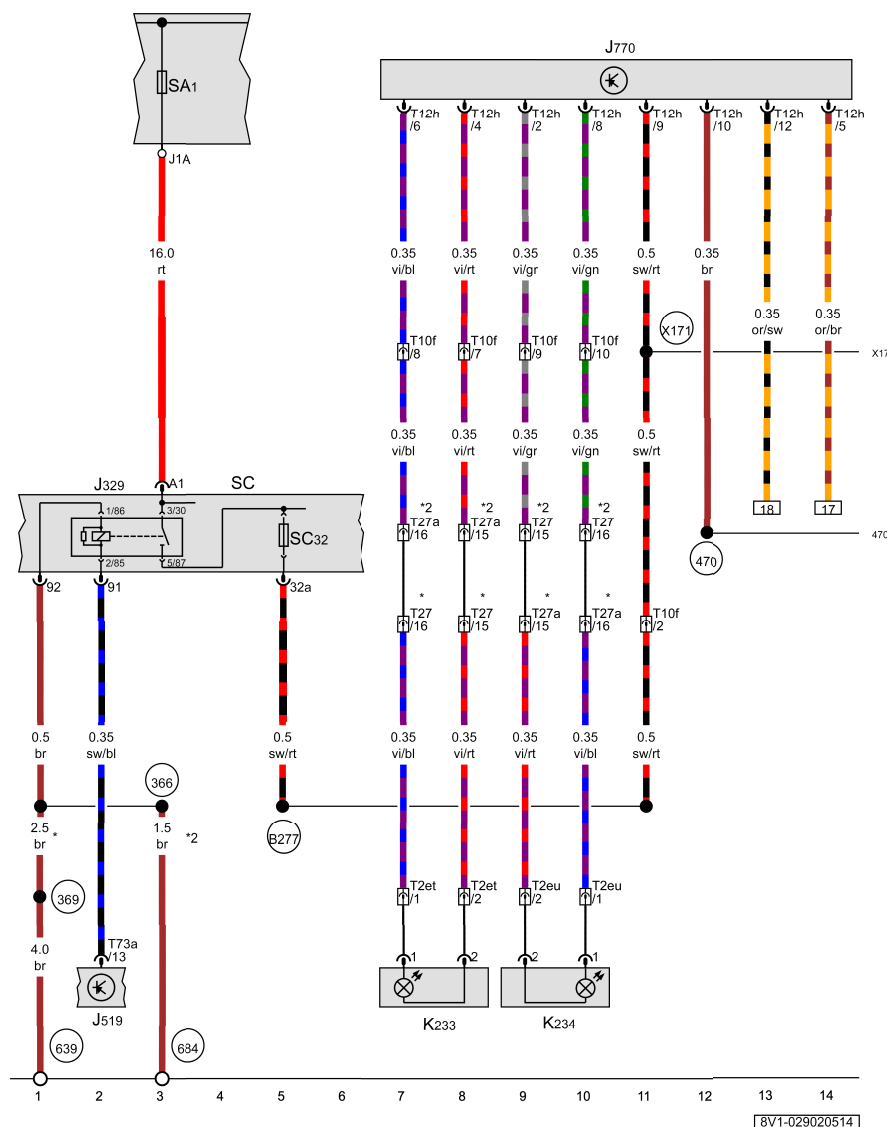 J770
SA1
J1A
T12h /6
T12h /4
T12h /2
T12h /8
T12h /9
T12h /10
T12h /12
T12h /5
16.0 rt
0.35 vi/bl
0.35 vi/rt
0.35 vi/gr
0.35 vi/gn
0.5 sw/rt
0.35 br
0.35 or/sw
0.35 or/br
X171
X17
T10f /8
T10f /7
T10f /9
T10f /10
0.35 vi/bl
0.35 vi/rt
0.35 vi/gr
0.35 vi/gn
0.5 sw/rt
J329
A1
SC
1/86
3/30
2/85
5/87
SC32
*2
*2
*2
*2
T27a /16
T27a /15
T27a /15
T27a /16
18
17
470
470
92
91
32a
*
*
*
*
T27 /16
T27 /15
T27a /15
T27a /16
T10f /2
0.5 br
0.35 sw/bl
0.5 sw/rt
0.35 vi/bl
0.35 vi/rt
0.35 vi/rt
0.35 vi/bl
0.5 sw/rt
366
B277
2.5 br *
1.5 br *2
369
T2et /1
T2et /2
T2eu /2
T2eu /1
4.0 br
T73a /13
1
2
2
1
J519
K233
K234
639
684
1 2 3 4 5 6 7 8 9 10 11 12 13 14
8V1-029020514